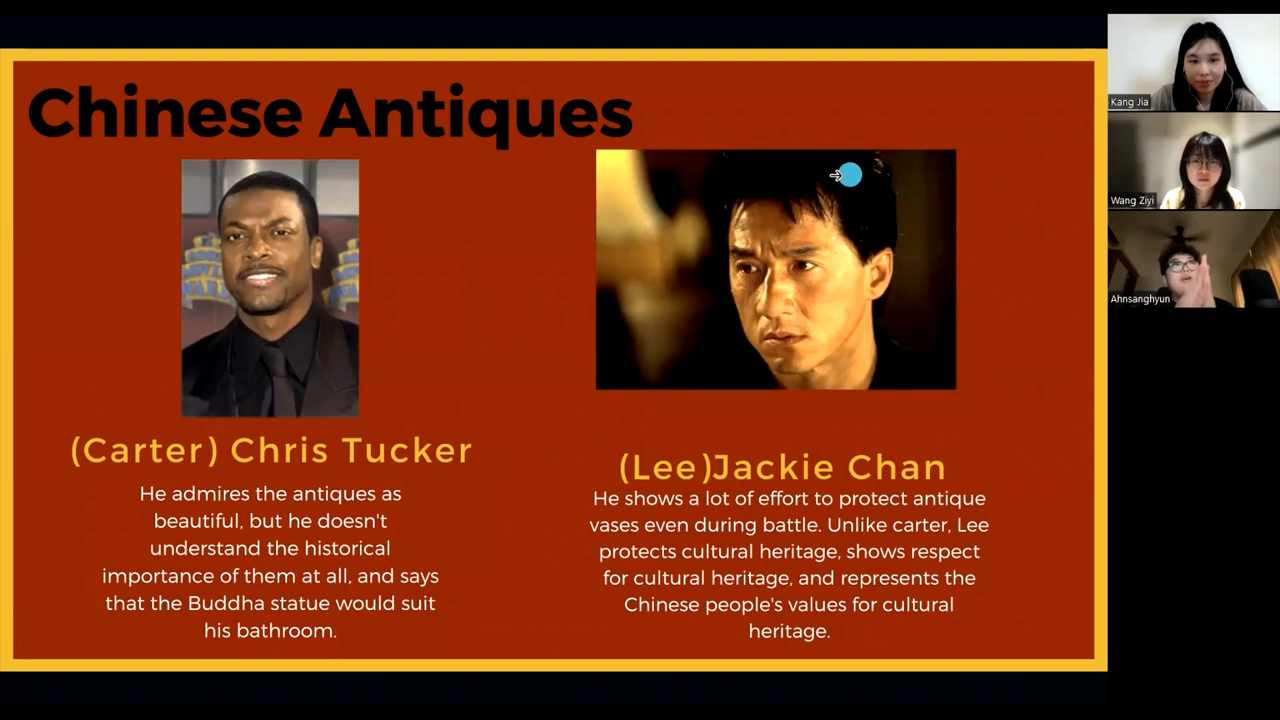 Chinese Antiques
(Carter) Chris Tucker
He admires the antiques as
beautiful, but he doesn't
understand the historical
importance of them at all, and says
that the Buddha statue would suit
his bathroom.
(Lee)Jackie Chan
He shows a lot of effort to protect antique
vases even during battle. Unlike carter, Lee
protects cultural heritage, shows respect
for cultural heritage, and represents the
Chinese people's values for cultural
heritage.
Kang Jia
Wang Ziyi
Ahnsanghyun